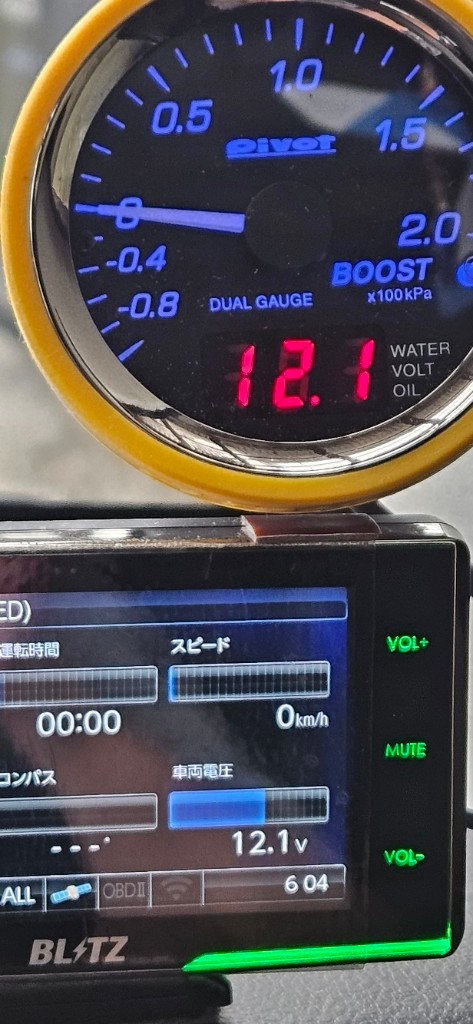 1.0
0.5
pivot
1.5
0
-0.4
2.0
BOOST
-0.8
DUAL GAUGE
x100kPa
12.1
WATER
VOLT
OIL
ED)
運転時間
スピード
VOL+
00:00
0km/h
MUTE
コンパス
車両電圧
---°
12.1v
VOL-
ALL
OBDII
6 04
BLITZ